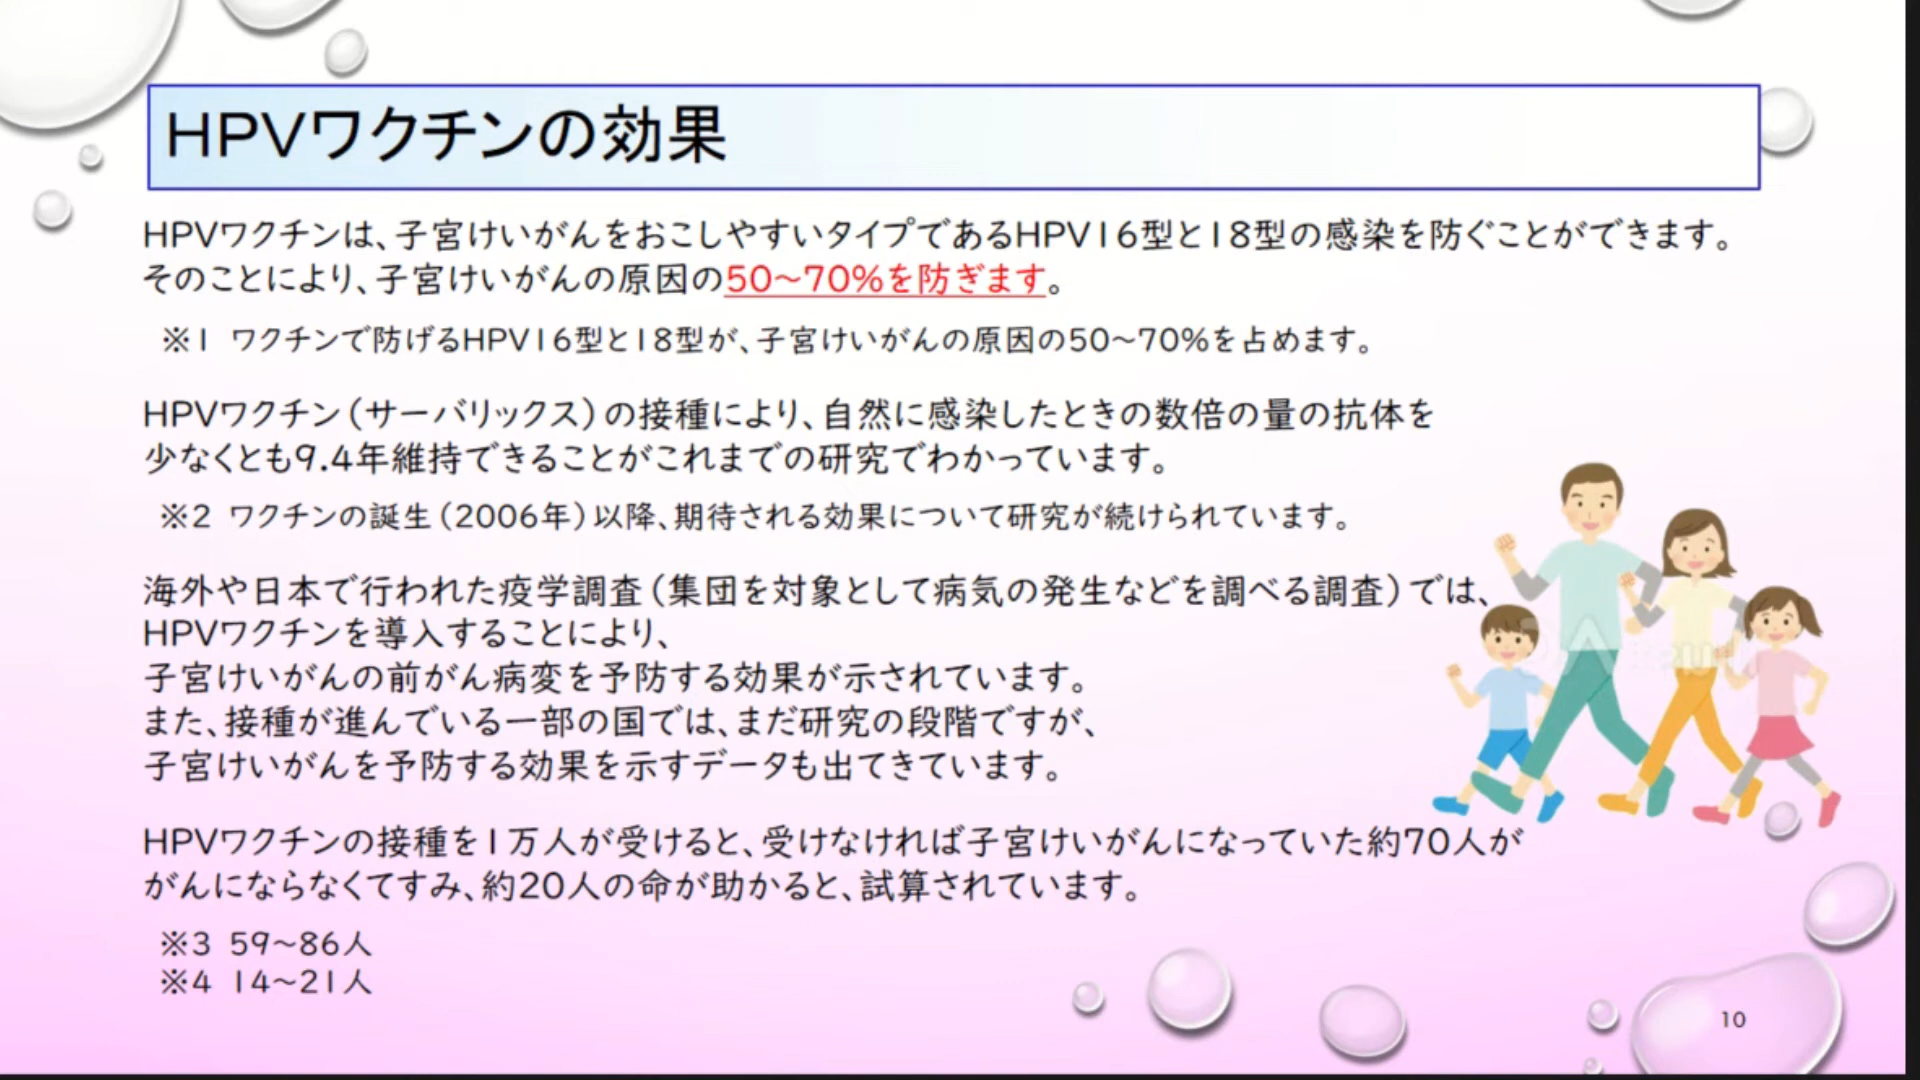 HPVワクチンの効果
HPVワクチンは、子宮けいがんをおこしやすいタイプであるHPV16型と18型の感染を防ぐことができます。
そのことにより、子宮けいがんの原因の50～70%を防ぎます。
※1 ワクチンで防げるHPV16型と18型が、子宮けいがんの原因の50～70%を占めます。
HPVワクチン（サーバリックス）の接種により、自然に感染したときの数倍の量の抗体を
少なくとも9.4年維持できることがこれまでの研究でわかっています。
※2 ワクチンの誕生（2006年）以降、期待される効果について研究が続けられています。
海外や日本で行われた疫学調査（集団を対象として病気の発生などを調べる調査）では、
HPVワクチンを導入することにより、
子宮けいがんの前がん病変を予防する効果が示されています。
また、接種が進んでいる一部の国では、まだ研究の段階ですが、
子宮けいがんを予防する効果を示すデータも出てきています。
HPVワクチンの接種を1万人が受けると、受けなければ子宮けいがんになっていた約70人が
がんにならなくてすみ、約20人の命が助かると、試算されています。
※3 59～86人
※4 14～21人
10